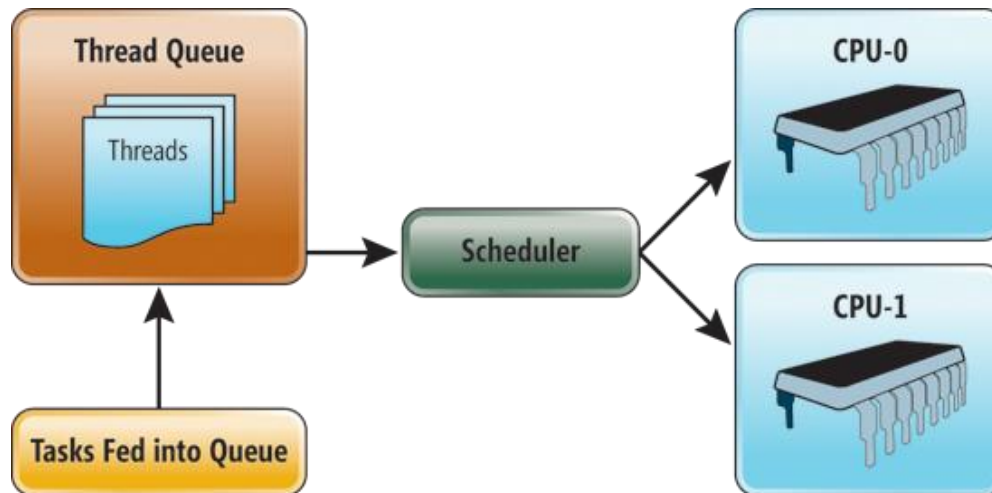 Thread Queue
Threads
Tasks Fed into Queue
Scheduler
CPU-0
CPU-1